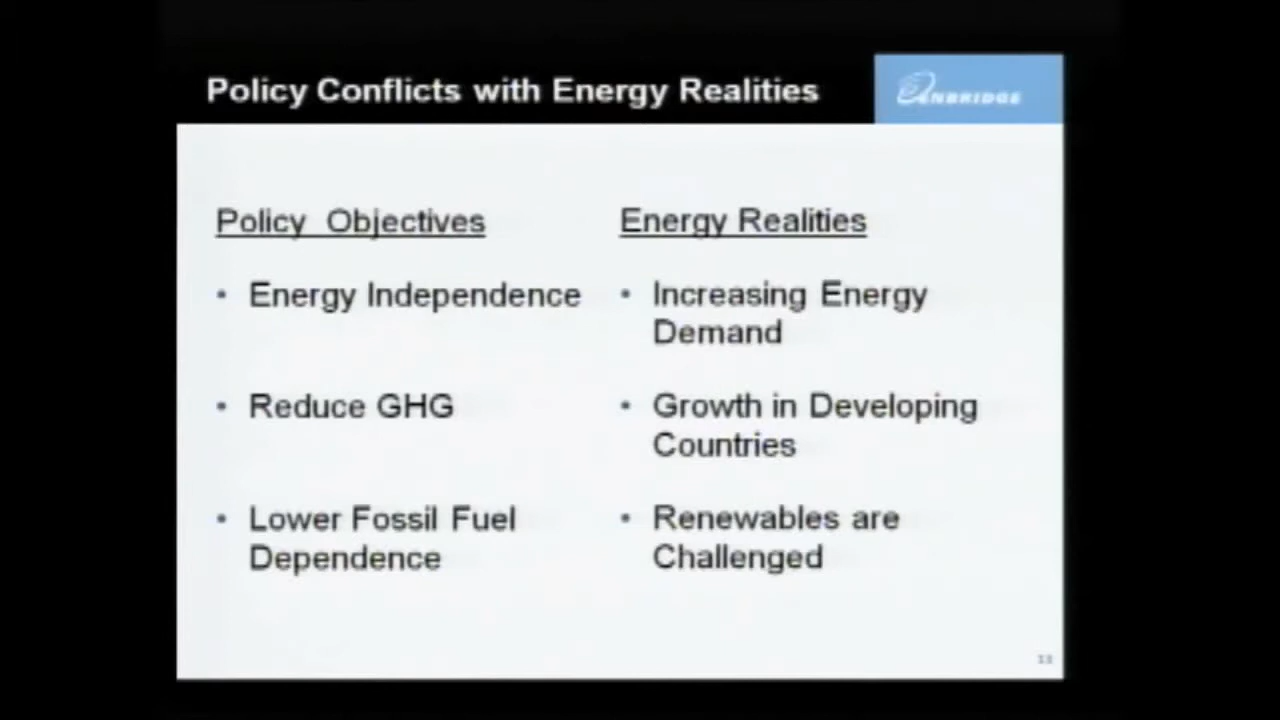 Policy Conflicts with Energy Realities
ENBRIDGE
Policy Objectives
Energy Realities
• Energy Independence
• Increasing Energy
Demand
• Reduce GHG
• Growth in Developing
Countries
• Lower Fossil Fuel
Dependence
• Renewables are
Challenged